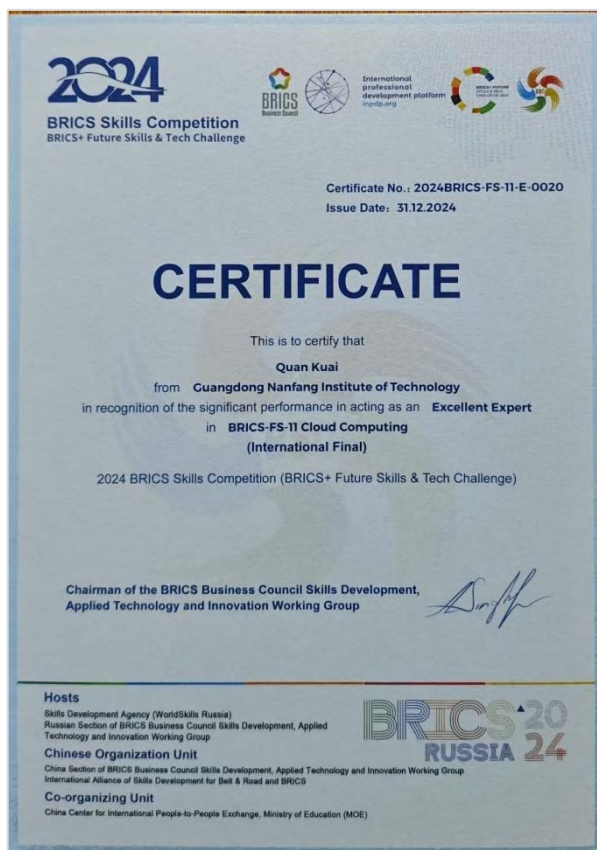 2024
BRICS Skills Competition
BRICS+ Future Skills & Tech Challenge
BRICS
Business Council
International
professional
development platform
inpdp.org
BRICS+ FUTURE
Certificate No.: 2024BRICS-FS-11-E-0020
Issue Date: 31.12.2024
CERTIFICATE
This is to certify that
Quan Kuai
from Guangdong Nanfang Institute of Technology
in recognition of the significant performance in acting as an Excellent Expert
in BRICS-FS-11 Cloud Computing
(International Final)
2024 BRICS Skills Competition (BRICS+ Future Skills & Tech Challenge)
Chairman of the BRICS Business Council Skills Development,
Applied Technology and Innovation Working Group
Hosts
Skills Development Agency (WorldSkills Russia)
Russian Section of BRICS Business Council Skills Development, Applied
Technology and Innovation Working Group
Chinese Organization Unit
China Section of BRICS Business Council Skills Development, Applied Technology and Innovation Working Group
International Alliance of Skills Development for Belt & Road and BRICS
Co-organizing Unit
China Center for International People-to-People Exchange, Ministry of Education (MOE)
BRICS 20
RUSSIA 24